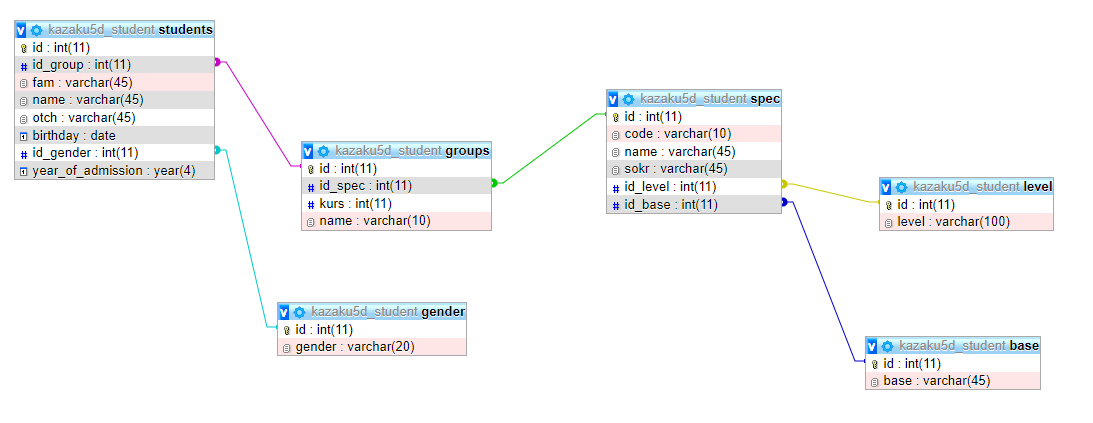 kazaku5d_student students
id : int(11)
id_group : int(11)
fam : varchar(45)
name : varchar(45)
otch : varchar(45)
birthday : date
id_gender : int(11)
year_of_admission : year(4)
kazaku5d_student groups
id : int(11)
id_spec : int(11)
kurs : int(11)
name : varchar(10)
kazaku5d_student gender
id : int(11)
gender : varchar(20)
kazaku5d_student spec
id : int(11)
code : varchar(10)
name : varchar(45)
sokr : varchar(45)
id_level : int(11)
id_base : int(11)
kazaku5d_student level
id : int(11)
level : varchar(100)
kazaku5d_student base
id : int(11)
base : varchar(45)